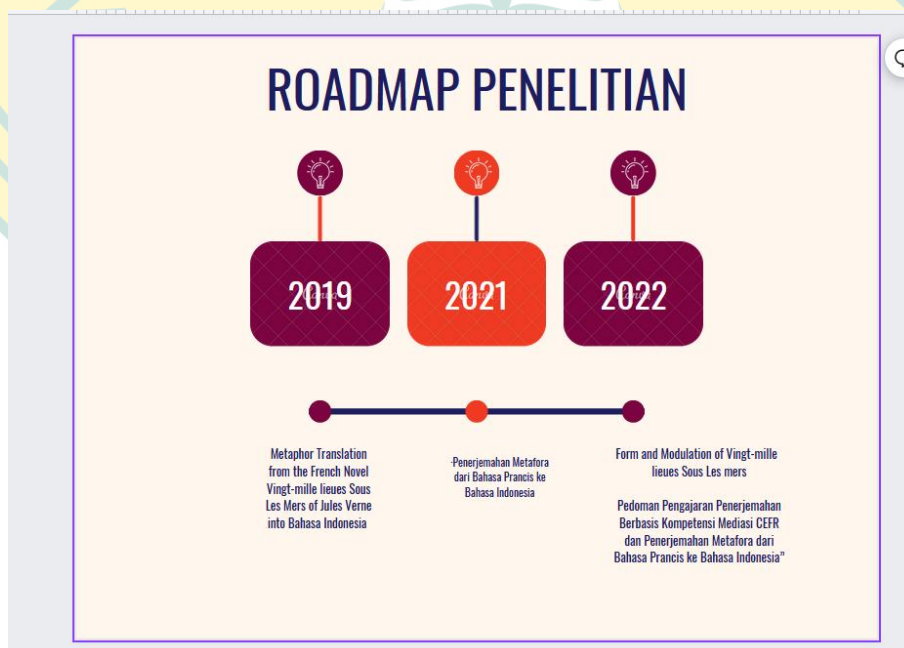 ROADMAP PENELITIAN
2019
2021
2022
Metaphor Translation
from the French Novel
Vingt-mille lieues Sous
Les Mers of Jules Verne
into Bahasa Indonesia
-Penerjemahan Metafora
dari Bahasa Prancis ke
Bahasa Indonesia
Form and Modulation of Vingt-mille
lieues Sous Les mers
Pedoman Pengajaran Penerjemahan
Berbasis Kompetensi Mediasi CEFR
dan Penerjemahan Metafora dari
Bahasa Prancis ke Bahasa Indonesia”